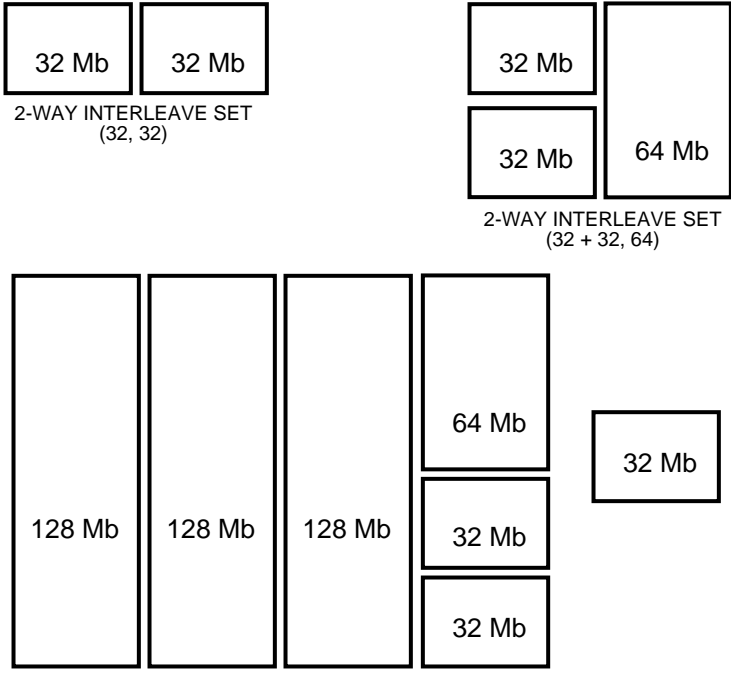 32 Mb 32 Mb
2-WAY INTERLEAVE SET
(32, 32)
32 Mb
32 Mb
64 Mb
2-WAY INTERLEAVE SET
(32 + 32, 64)
128 Mb 128 Mb 128 Mb
64 Mb
32 Mb
32 Mb
32 Mb